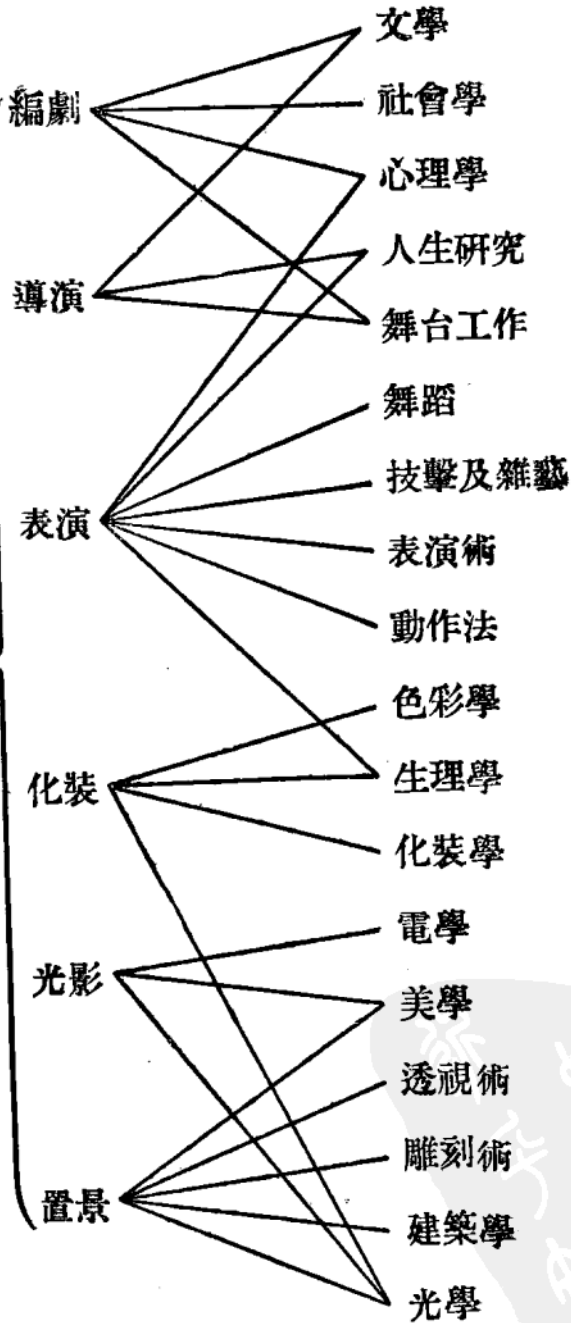 編劇
導演
表演
化裝
光影
置景
文學
社會學
心理學
人生研究
舞台工作
舞蹈
技擊及雜藝
表演術
動作法
色彩學
生理學
化裝學
電學
美學
透視術
雕刻術
建築學
光學